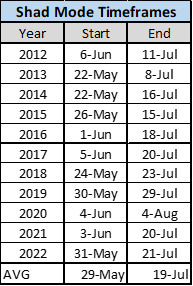 Shad Mode Timeframes
Year Start End
2012 6-Jun 11-Jul
2013 22-May 8-Jul
2014 22-May 16-Jul
2015 26-May 15-Jul
2016 1-Jun 18-Jul
2017 5-Jun 20-Jul
2018 24-May 23-Jul
2019 30-May 29-Jul
2020 4-Jun 4-Aug
2021 3-Jun 20-Jul
2022 31-May 21-Jul
AVG 29-May 19-Jul